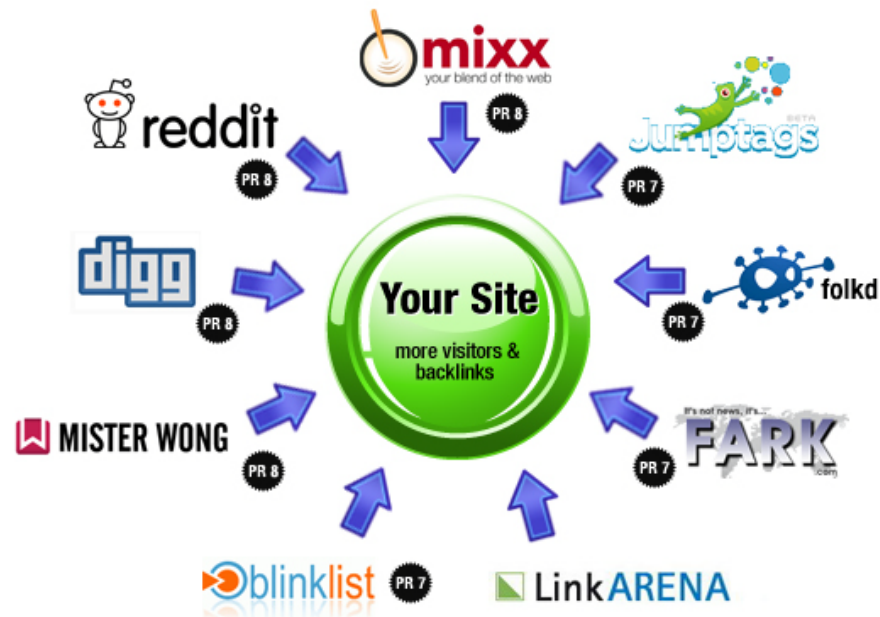 mixx
your blend of the web
PR 8
reddit
PR 8
Jumptags
BETA
PR 7
digg
PR 8
Your Site
more visitors &
backlinks
folkd
PR 7
MISTER WONG
PR 8
It's not news, it's...
FARK
.com
PR 7
blinklist
PR 7
LinkARENA